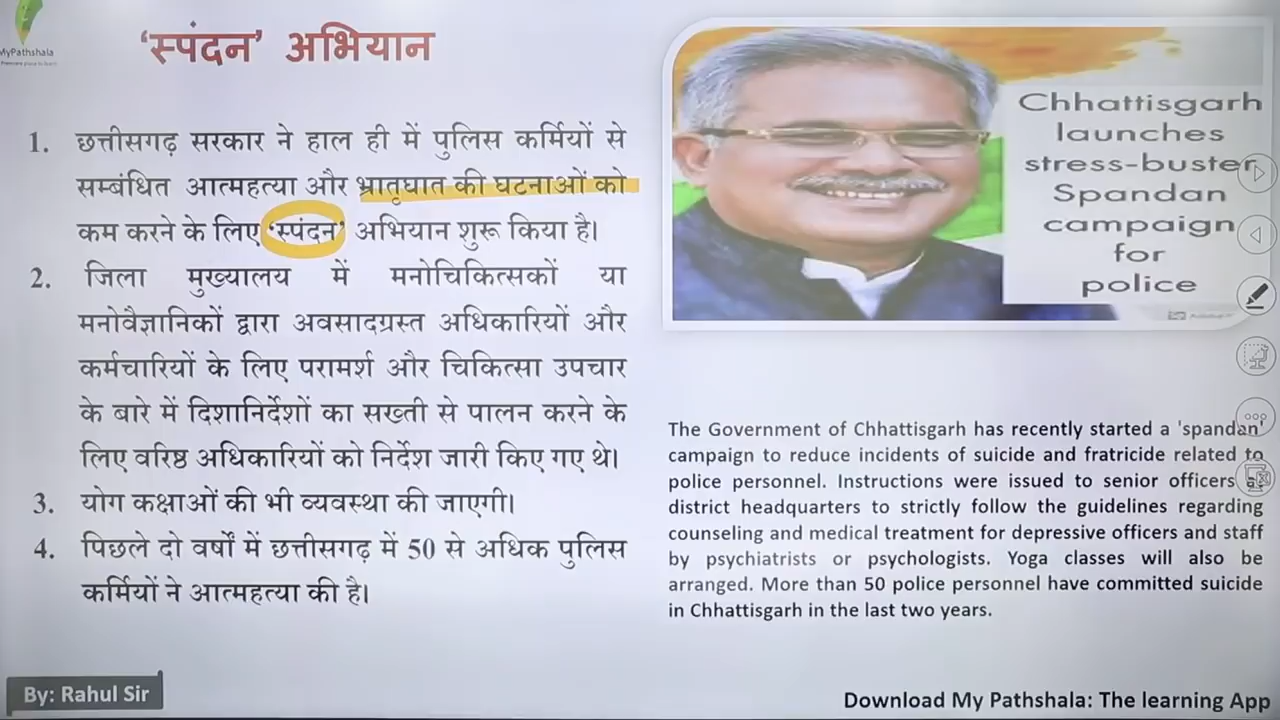 MyPathshala
'स्पंदन' अभियान
1. छत्तीसगढ़ सरकार ने हाल ही में पुलिस कर्मियों से
सम्बंधित आत्महत्या और भ्रातृघात की घटनाओं को
कम करने के लिए 'स्पंदन' अभियान शुरू किया है।
2. जिला मुख्यालय में मनोचिकित्सकों या
मनोवैज्ञानिकों द्वारा अवसादग्रस्त अधिकारियों और
कर्मचारियों के लिए परामर्श और चिकित्सा उपचार
के बारे में दिशानिर्देशों का सख्ती से पालन करने के
लिए वरिष्ठ अधिकारियों को निर्देश जारी किए गए थे।
3. योग कक्षाओं की भी व्यवस्था की जाएगी।
4. पिछले दो वर्षों में छत्तीसगढ़ में 50 से अधिक पुलिस
कर्मियों ने आत्महत्या की है।
Chhattisgarh
launches
stress-buster
Spandan
campaign
for
police
The Government of Chhattisgarh has recently started a 'spandan'
campaign to reduce incidents of suicide and fratricide related to
police personnel. Instructions were issued to senior officers at
district headquarters to strictly follow the guidelines regarding
counseling and medical treatment for depressive officers and staff
by psychiatrists or psychologists. Yoga classes will also be
arranged. More than 50 police personnel have committed suicide
in Chhattisgarh in the last two years.
By: Rahul Sir
Download My Pathshala: The learning App